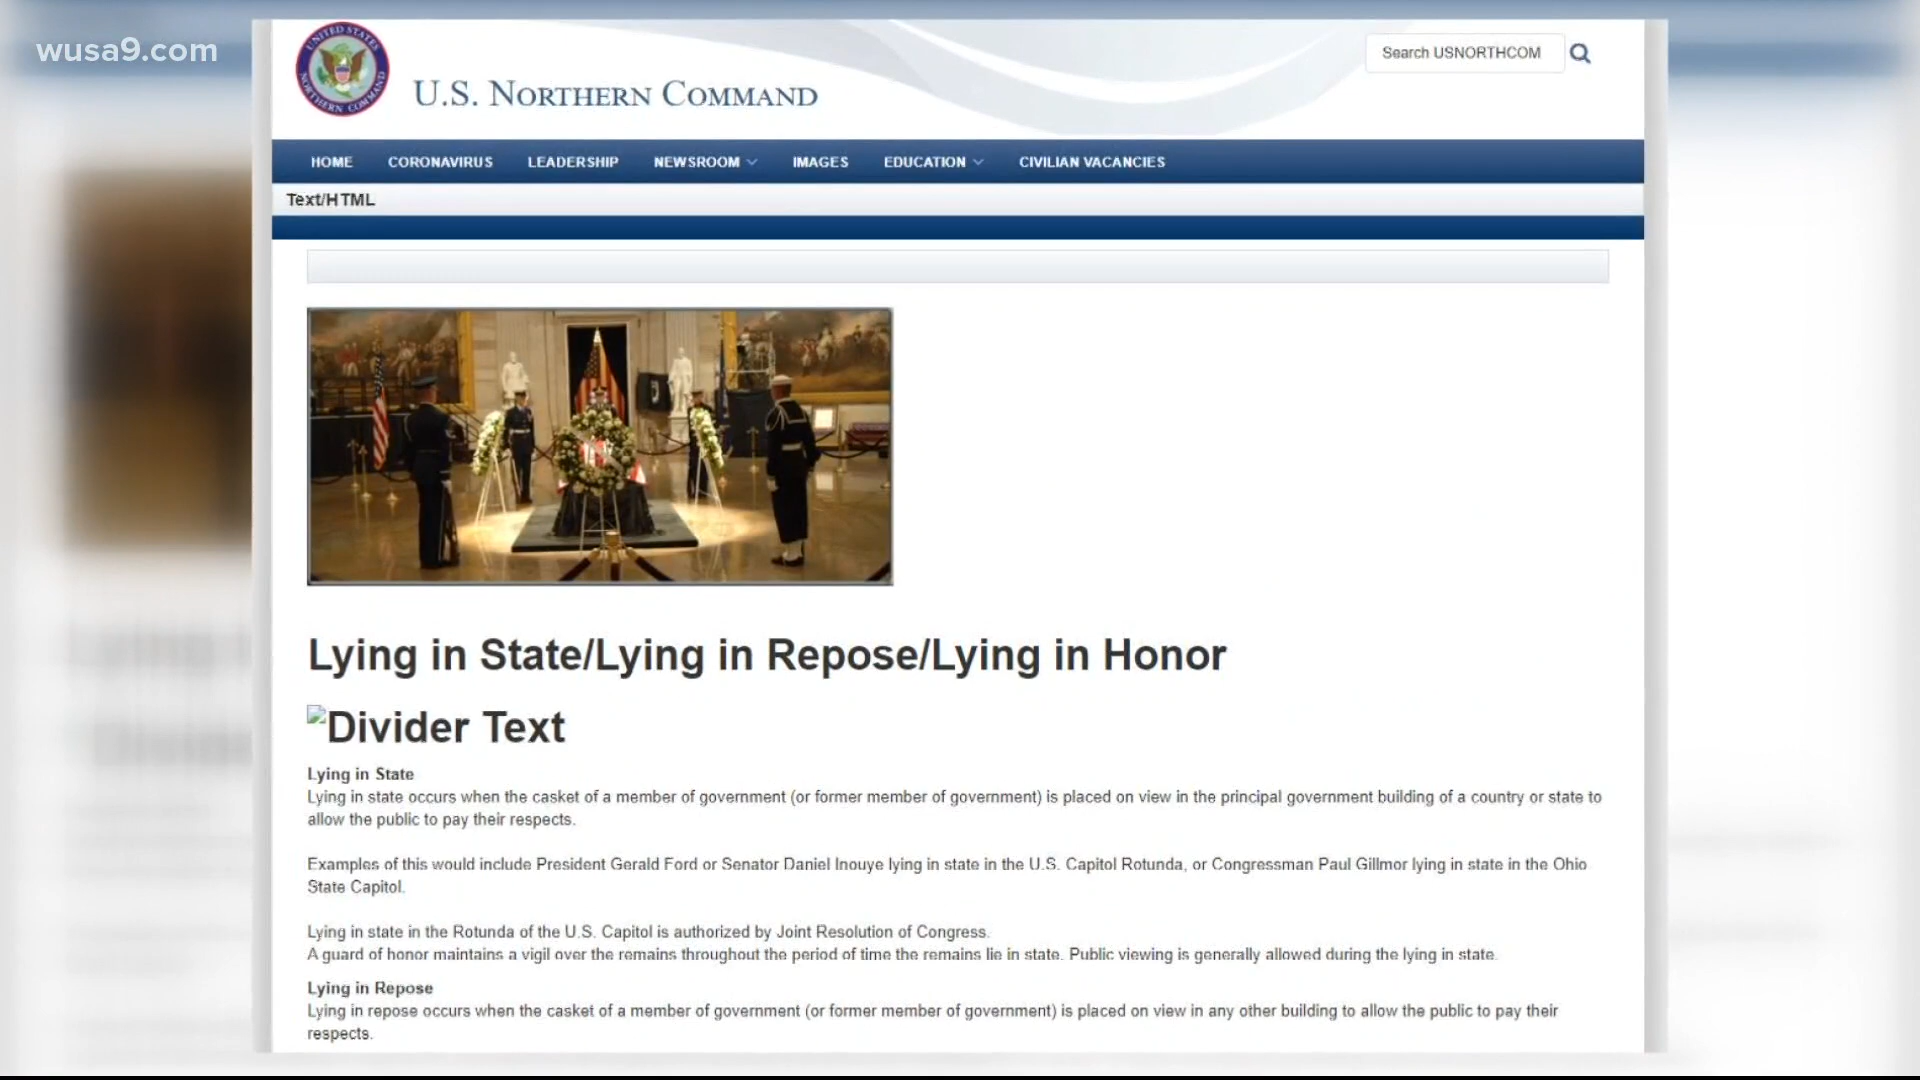 wusa9.com
UNITED STATES
NORTHERN COMMAND
U.S. NORTHERN COMMAND
Search USNORTHCOM
HOME CORONAVIRUS LEADERSHIP NEWSROOM IMAGES EDUCATION CIVILIAN VACANCIES
Text/HTML
Lying in State/Lying in Repose/Lying in Honor
Divider Text
Lying in State
Lying in state occurs when the casket of a member of government (or former member of government) is placed on view in the principal government building of a country or state to
allow the public to pay their respects.
Examples of this would include President Gerald Ford or Senator Daniel Inouye lying in state in the U.S. Capitol Rotunda, or Congressman Paul Gillmor lying in state in the Ohio
State Capitol.
Lying in state in the Rotunda of the U.S. Capitol is authorized by Joint Resolution of Congress.
A guard of honor maintains a vigil over the remains throughout the period of time the remains lie in state. Public viewing is generally allowed during the lying in state.
Lying in Repose
Lying in repose occurs when the casket of a member of government (or former member of government) is placed on view in any other building to allow the public to pay their
respects.